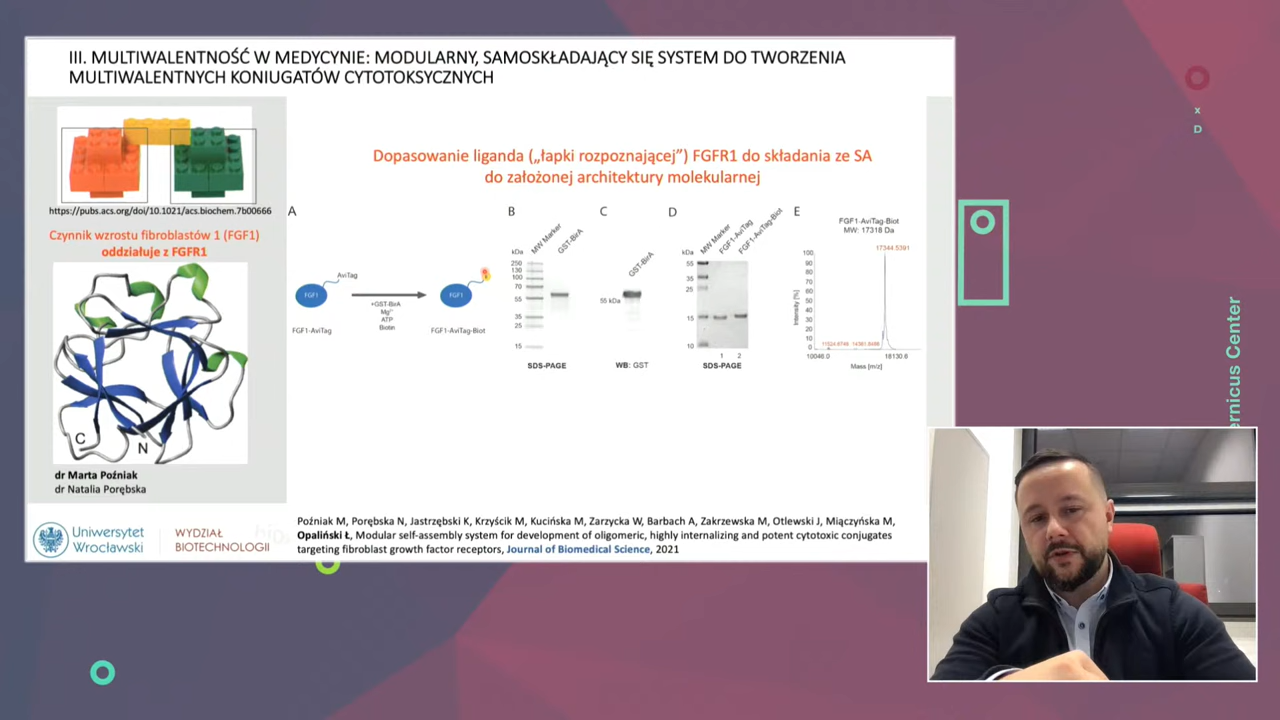 III. MULTIWALENTNOŚĆ W MEDYCYNIE: MODULARNY, SAMOSKŁADAJĄCY SIĘ SYSTEM DO TWORZENIA
MULTIWALENTNYCH KONIUGATÓW CYTOTOKSYCZNYCH
https://pubs.acs.org/doi/10.1021/acs.biochem.7b00666
Czynnik wzrostu fibroblastów 1 (FGF1)
oddziałuje z FGFR1
C
N
dr Marta Poźniak
dr Natalia Porębska
Dopasowanie liganda („łapki rozpoznającej”) FGFR1 do składania ze SA
do założonej architektury molekularnej
A
AviTag
FGF1
FGF1
+GST-BirA
Mg²⁺
ATP
Biotin
FGF1-AviTag
FGF1-AviTag-Biot
B
MW Marker
GST-BirA
kDa
250
130
100
70
55
35
25
15
SDS-PAGE
C
GST-BirA
55 kDa
WB: GST
D
MW Marker
FGF1-AviTag
FGF1-AviTag-Biot
kDa
55
35
25
15
10
1 2
SDS-PAGE
E
FGF1-AviTag-Biot
MW: 17318 Da
17344.5391
Intensity [%]
100
90
80
70
60
50
40
30
20
10
0
10046.0
18130.6
Mass [m/z]
Uniwersytet
Wrocławski
WYDZIAŁ
BIOTECHNOLOGII
Poźniak M, Porębska N, Jastrzębski K, Krzyścik M, Kucińska M, Zarzycka W, Barbach A, Zakrzewska M, Otlewski J, Miączyńska M,
Opaliński Ł, Modular self-assembly system for development of oligomeric, highly internalizing and potent cytotoxic conjugates
targeting fibroblast growth factor receptors, Journal of Biomedical Science, 2021
x
D
ernicus Center